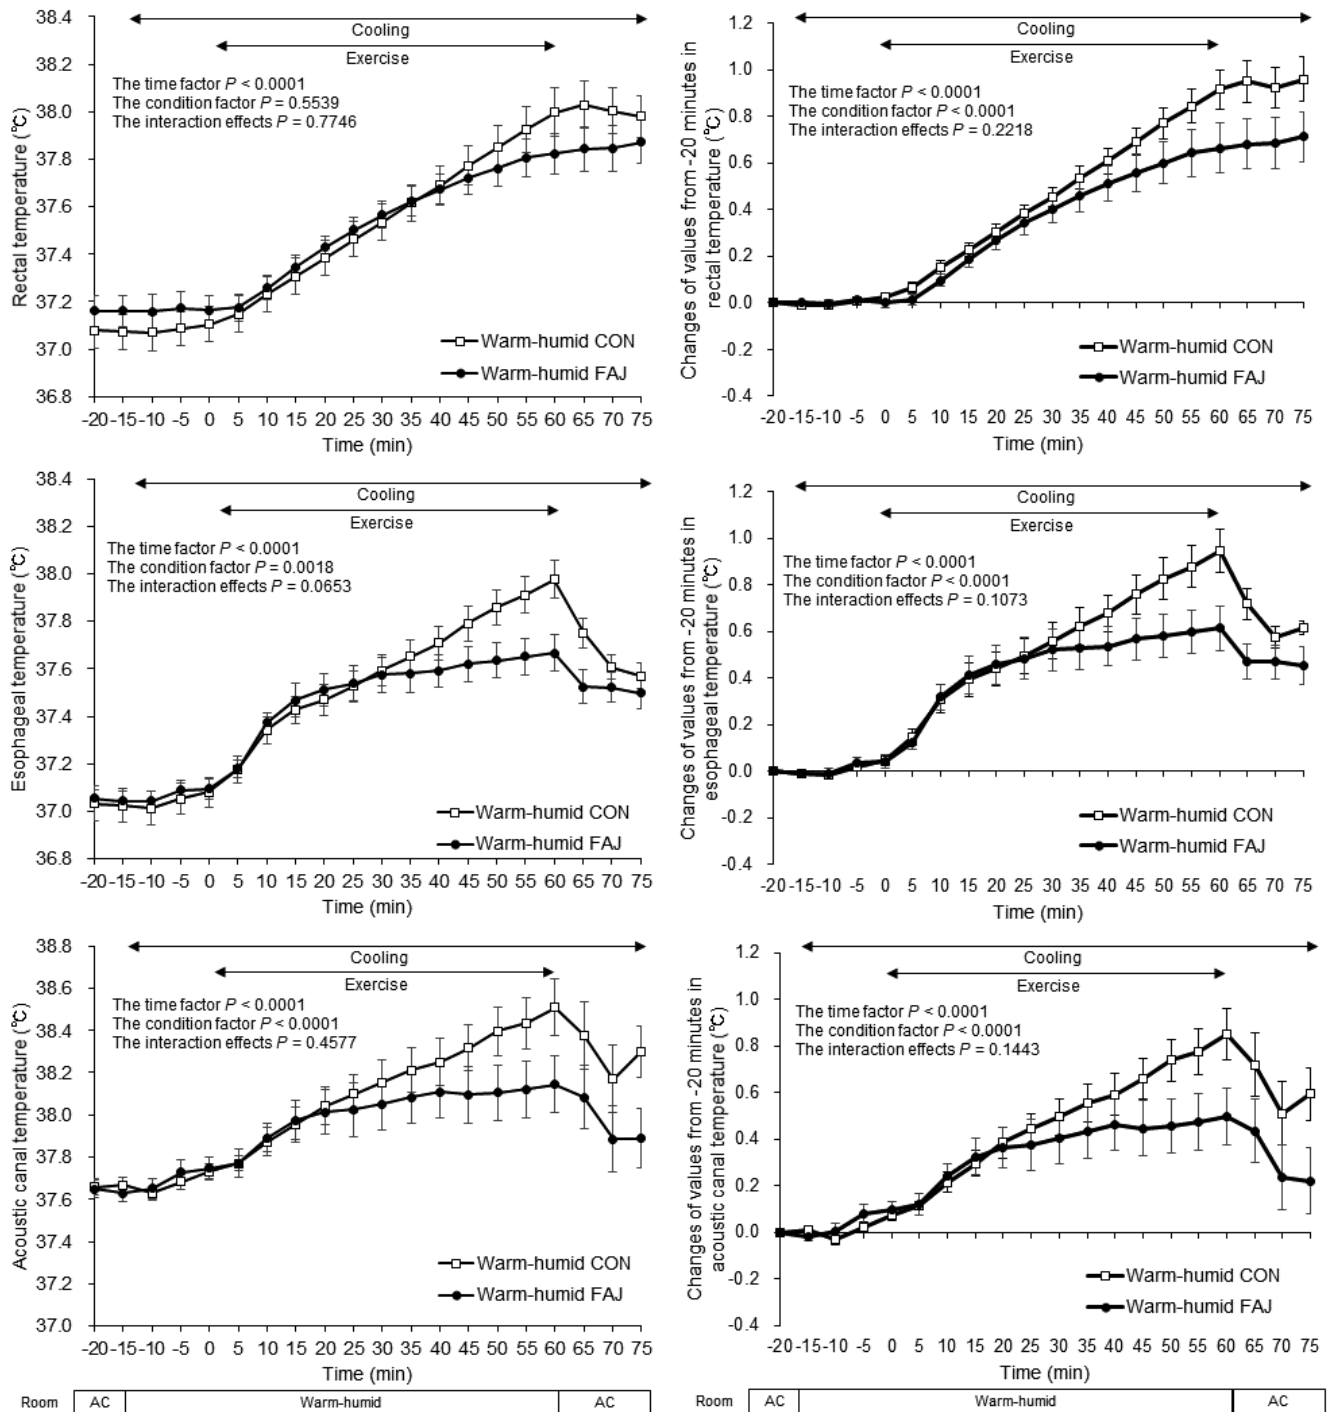 38.4
38.2
38.0
37.8
37.6
37.4
37.2
37.0
36.8
Rectal temperature (℃)
Cooling
Exercise
The time factor P < 0.0001
The condition factor P = 0.5539
The interaction effects P = 0.7746
Warm-humid CON
Warm-humid FAJ
-20 -15 -10 -5 0 5 10 15 20 25 30 35 40 45 50 55 60 65 70 75
Time (min)
1.2
1.0
0.8
0.6
0.4
0.2
0.0
-0.2
-0.4
Changes of values from -20 minutes in
rectal temperature (℃)
Cooling
Exercise
The time factor P < 0.0001
The condition factor P < 0.0001
The interaction effects P = 0.2218
Warm-humid CON
Warm-humid FAJ
-20 -15 -10 -5 0 5 10 15 20 25 30 35 40 45 50 55 60 65 70 75
Time (min)
38.4
38.2
38.0
37.8
37.6
37.4
37.2
37.0
36.8
Esophageal temperature (℃)
Cooling
Exercise
The time factor P < 0.0001
The condition factor P = 0.0018
The interaction effects P = 0.0653
Warm-humid CON
Warm-humid FAJ
-20 -15 -10 -5 0 5 10 15 20 25 30 35 40 45 50 55 60 65 70 75
Time (min)
1.2
1.0
0.8
0.6
0.4
0.2
0.0
-0.2
-0.4
Changes of values from -20 minutes in
esophageal temperature (℃)
Cooling
Exercise
The time factor P < 0.0001
The condition factor P < 0.0001
The interaction effects P = 0.1073
Warm-humid CON
Warm-humid FAJ
-20 -15 -10 -5 0 5 10 15 20 25 30 35 40 45 50 55 60 65 70 75
Time (min)
38.8
38.6
38.4
38.2
38.0
37.8
37.6
37.4
37.2
37.0
Acoustic canal temperature (℃)
Cooling
Exercise
The time factor P < 0.0001
The condition factor P < 0.0001
The interaction effects P = 0.4577
Warm-humid CON
Warm-humid FAJ
-20 -15 -10 -5 0 5 10 15 20 25 30 35 40 45 50 55 60 65 70 75
Time (min)
Room AC Warm-humid AC
1.2
1.0
0.8
0.6
0.4
0.2
0.0
-0.2
-0.4
Changes of values from -20 minutes in
acoustic canal temperature (℃)
Cooling
Exercise
The time factor P < 0.0001
The condition factor P < 0.0001
The interaction effects P = 0.1443
Warm-humid CON
Warm-humid FAJ
-20 -15 -10 -5 0 5 10 15 20 25 30 35 40 45 50 55 60 65 70 75
Time (min)
Room AC Warm-humid AC